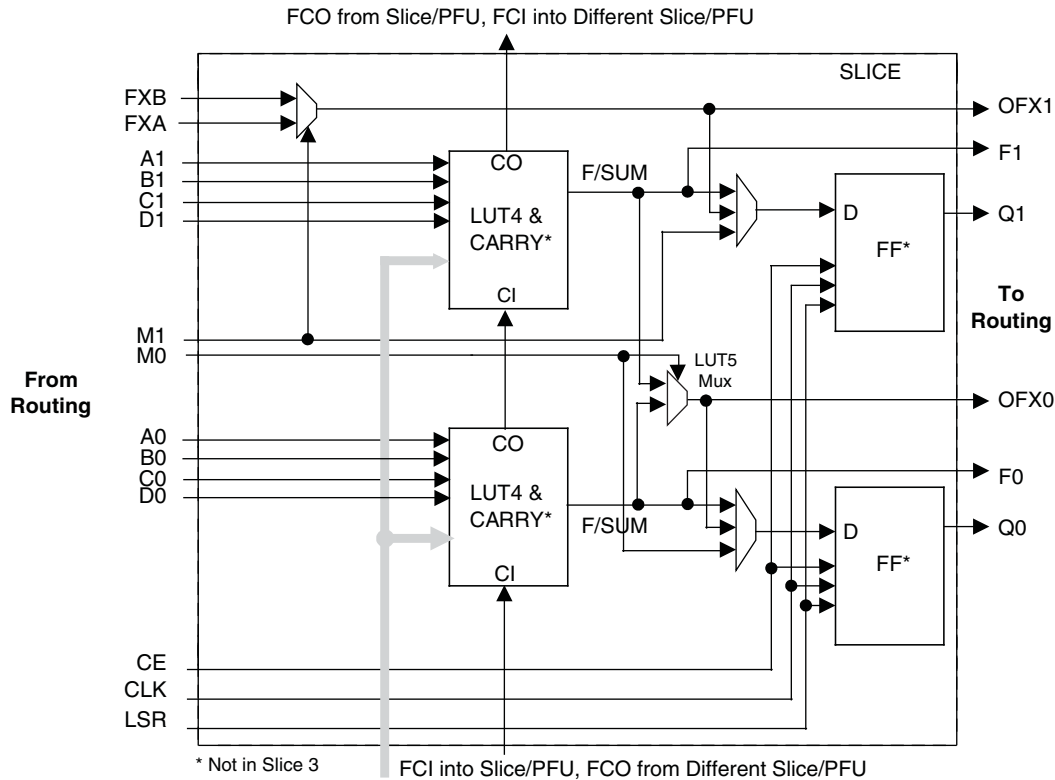 FCO from Slice/PFU, FCI into Different Slice/PFU
SLICE
FXB
FXA
OFX1
F1
A1
B1
C1
D1
CO
F/SUM
LUT4 &
CARRY*
CI
D
FF*
Q1
To
Routing
M1
M0
LUT5
Mux
From
Routing
OFX0
A0
B0
C0
D0
CO
LUT4 &
CARRY*
F/SUM
CI
F0
D
FF*
Q0
CE
CLK
LSR
* Not in Slice 3
FCI into Slice/PFU, FCO from Different Slice/PFU